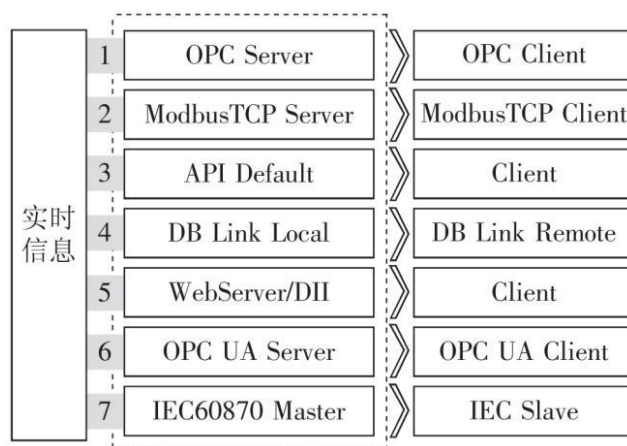 实时
信息
1 OPC Server OPC Client
2 ModbusTCP Server ModbusTCP Client
3 API Default Client
4 DB Link Local DB Link Remote
5 WebServer/DII Client
6 OPC UA Server OPC UA Client
7 IEC60870 Master IEC Slave